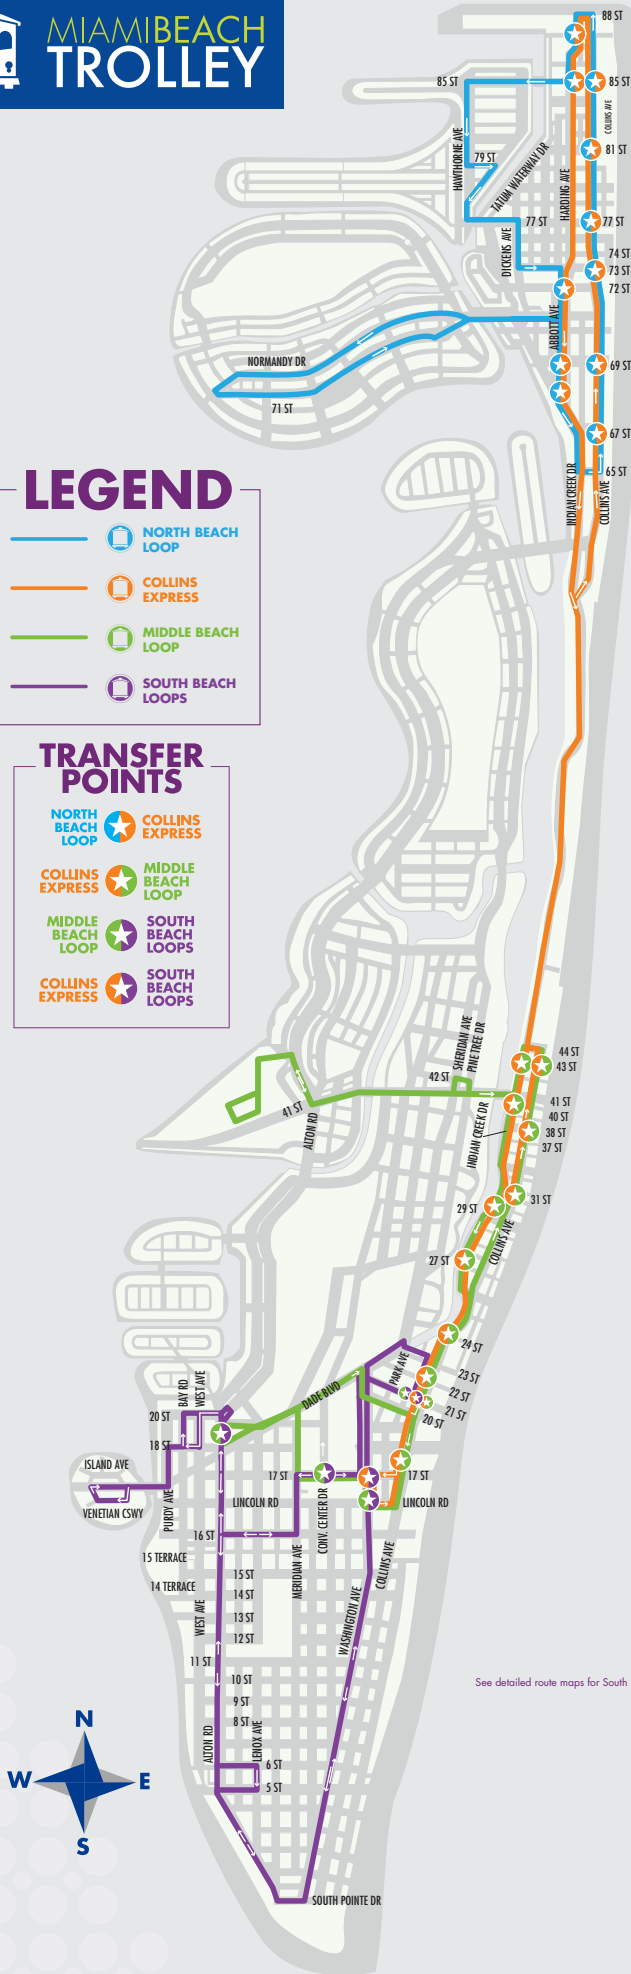 MIAMIBEACH
TROLLEY
88 ST
85 ST
85 ST
COLLINS AVE
HAWTHORNE AVE
79 ST
TATUM WATERWAY DR
81 ST
HARDING AVE
77 ST
77 ST
DICKENS AVE
74 ST
73 ST
72 ST
ABBOTT AVE
NORMANDY DR
71 ST
69 ST
67 ST
65 ST
INDIAN CREEK DR
COLLINS AVE
LEGEND
NORTH BEACH
LOOP
COLLINS
EXPRESS
MIDDLE BEACH
LOOP
SOUTH BEACH
LOOPS
TRANSFER
POINTS
NORTH
BEACH
LOOP
COLLINS
EXPRESS
COLLINS
EXPRESS
MIDDLE
BEACH
LOOP
MIDDLE
BEACH
LOOP
SOUTH
BEACH
LOOPS
COLLINS
EXPRESS
SOUTH
BEACH
LOOPS
SHERIDAN AVE
PINE TREE DR
44 ST
43 ST
42 ST
41 ST
ALTON RD
INDIAN CREEK DR
41 ST
40 ST
38 ST
37 ST
31 ST
29 ST
COLLINS AVE
27 ST
24 ST
PARK AVE
23 ST
22 ST
21 ST
20 ST
DADE BLVD
BAY RD
WEST AVE
20 ST
18 ST
ISLAND AVE
VENETIAN CSWY
PURDY AVE
17 ST
17 ST
LINCOLN RD
LINCOLN RD
CONV. CENTER DR
16 ST
MERIDIAN AVE
COLLINS AVE
15 TERRACE
14 TERRACE
15 ST
14 ST
WEST AVE
13 ST
12 ST
WASHINGTON AVE
11 ST
10 ST
9 ST
8 ST
ALTON RD
LENOX AVE
6 ST
5 ST
SOUTH POINTE DR
See detailed route maps for South
N
W
E
S